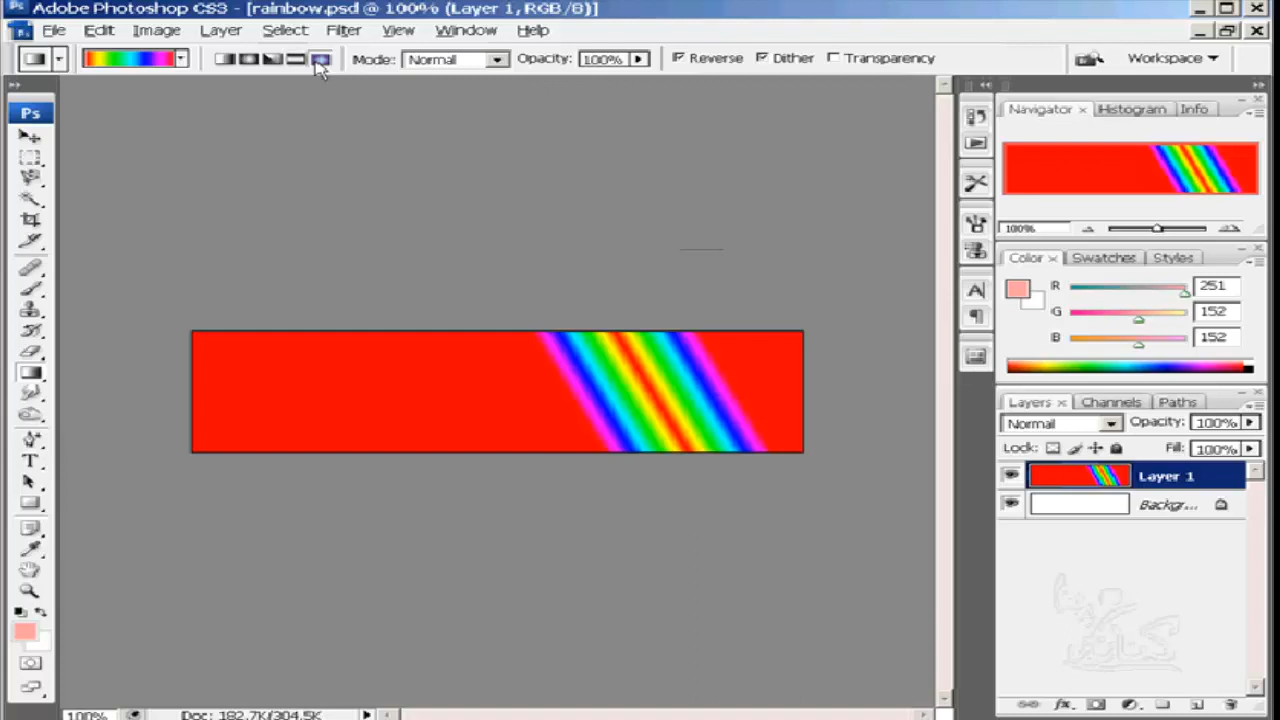 Adobe Photoshop CS3 - [rainbow.psd @ 100% (Layer 1, RGB/8)]
File Edit Image Layer Select Filter View Window Help
Mode: Normal Opacity: 100% Reverse Dither Transparency Workspace
Ps
Navigator Histogram Info
100%
Color Swatches Styles
R 251
G 152
B 152
Layers Channels Paths
Normal Opacity: 100%
Lock: Fill: 100%
Layer 1
Backgr...
100% Doc: 182.7K/304.5K